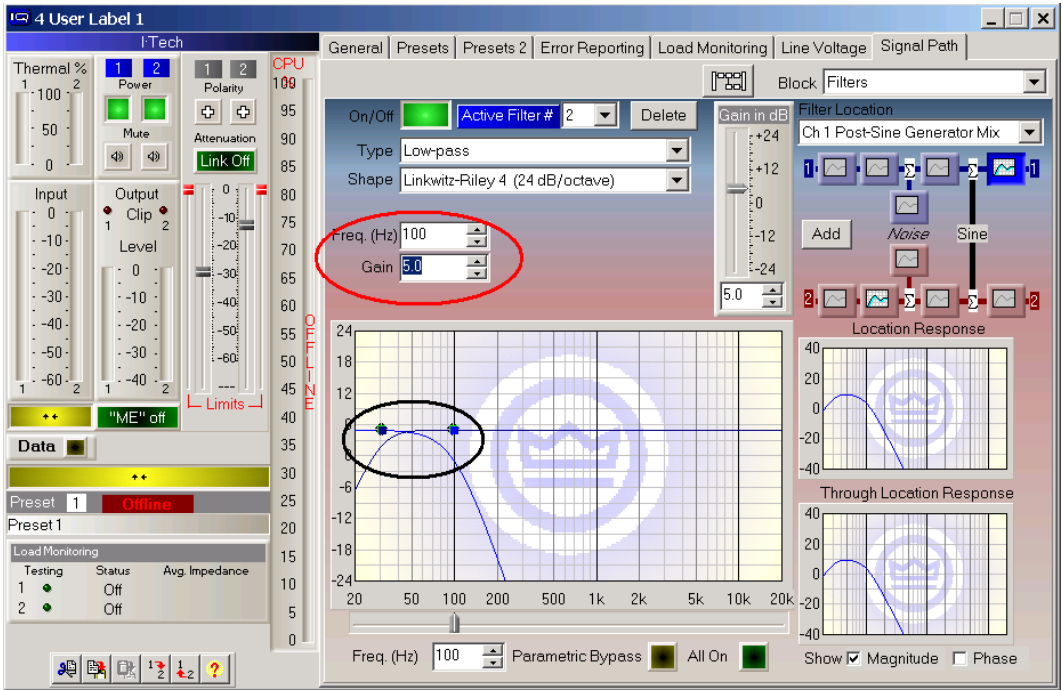 4 User Label 1
I-Tech
General Presets Presets 2 Error Reporting Load Monitoring Line Voltage Signal Path
Thermal %
1 2
100
50
0
1 2
Power
Mute
1 2
Polarity
Attenuation
Link Off
CPU
100
95
90
85
80
75
70
65
60
55
50
45
40
35
30
25
20
15
10
5
0
OFFLINE
Input
0
-10
-20
-30
-40
-50
-60
1 2
Output
Clip
1 2
Level
0
-10
-20
-30
-40
1 2
0
-10
-20
-30
-40
-50
-60
---
Limits
"ME" off
Data
Preset 1 Offline
Preset 1
Load Monitoring
Testing Status Avg. Impedance
1 Off
2 Off
1 2
1 2
?
Block Filters
On/Off Active Filter # 2 Delete
Type Low-pass
Shape Linkwitz-Riley 4 (24 dB/octave)
Freq. (Hz) 100
Gain 5.0
Gain in dB
+24
+12
0
-12
-24
5.0
Filter Location
Ch 1 Post-Sine Generator Mix
1 Σ Σ 1
Add Noise Sine
2 Σ Σ 2
24
18
12
-6
-12
-18
-24
20 50 100 200 500 1k 2k 5k 10k 20k
Location Response
40
20
0
-20
-40
Through Location Response
40
20
0
-20
-40
Freq. (Hz) 100 Parametric Bypass All On
Show Magnitude Phase